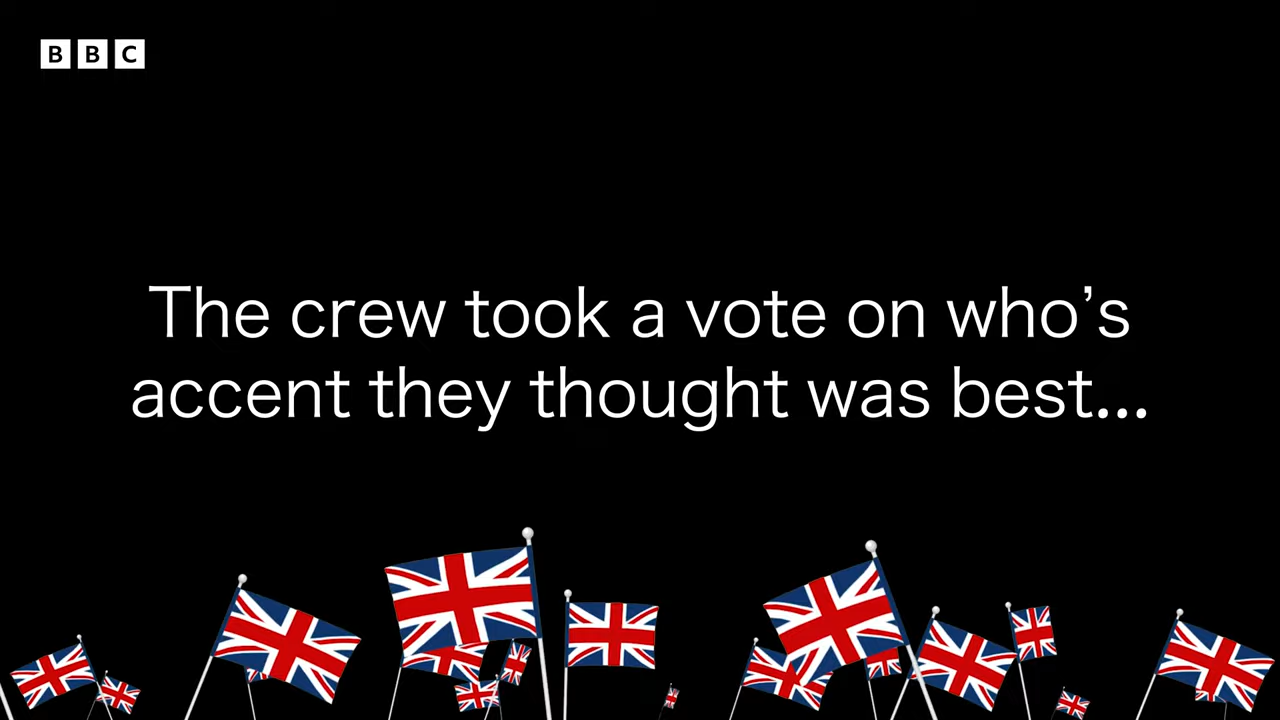 BBC
The crew took a vote on who’s
accent they thought was best...